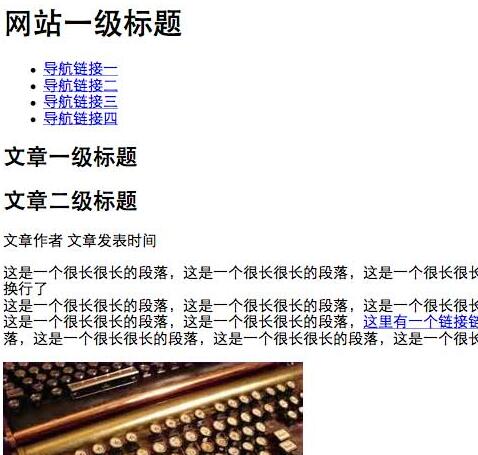 网站一级标题
导航链接一
导航链接二
导航链接三
导航链接四
文章一级标题
文章二级标题
文章作者 文章发表时间
这是一个很长很长的段落，这是一个很长很长的段落，这是一个很长很长
换行了
这是一个很长很长的段落，这是一个很长很长的段落，这是一个很长很长
这是一个很长很长的段落，这是一个很长很长的段落，这里有一个链接
落，这是一个很长很长的段落，这是一个很长很长的段落，这是一个很长